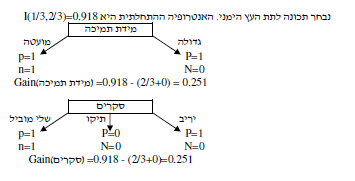 נבחר תכונה לתת העץ הימני. האנטרופיה ההתחלתית היא I(1/3,2/3)=0.918
מידת תמיכה
מועטה גדולה
p=1 P=1
n=1 N=0
Gain(מידת תמיכה) =0.918 - (2/3+0) = 0.251
סקרים
שלי מוביל תיקו יריב
p=1 P=0 P=1
n=1 N=0 N=0
Gain(סקרים) =0.918 - (2/3+0)=0.251